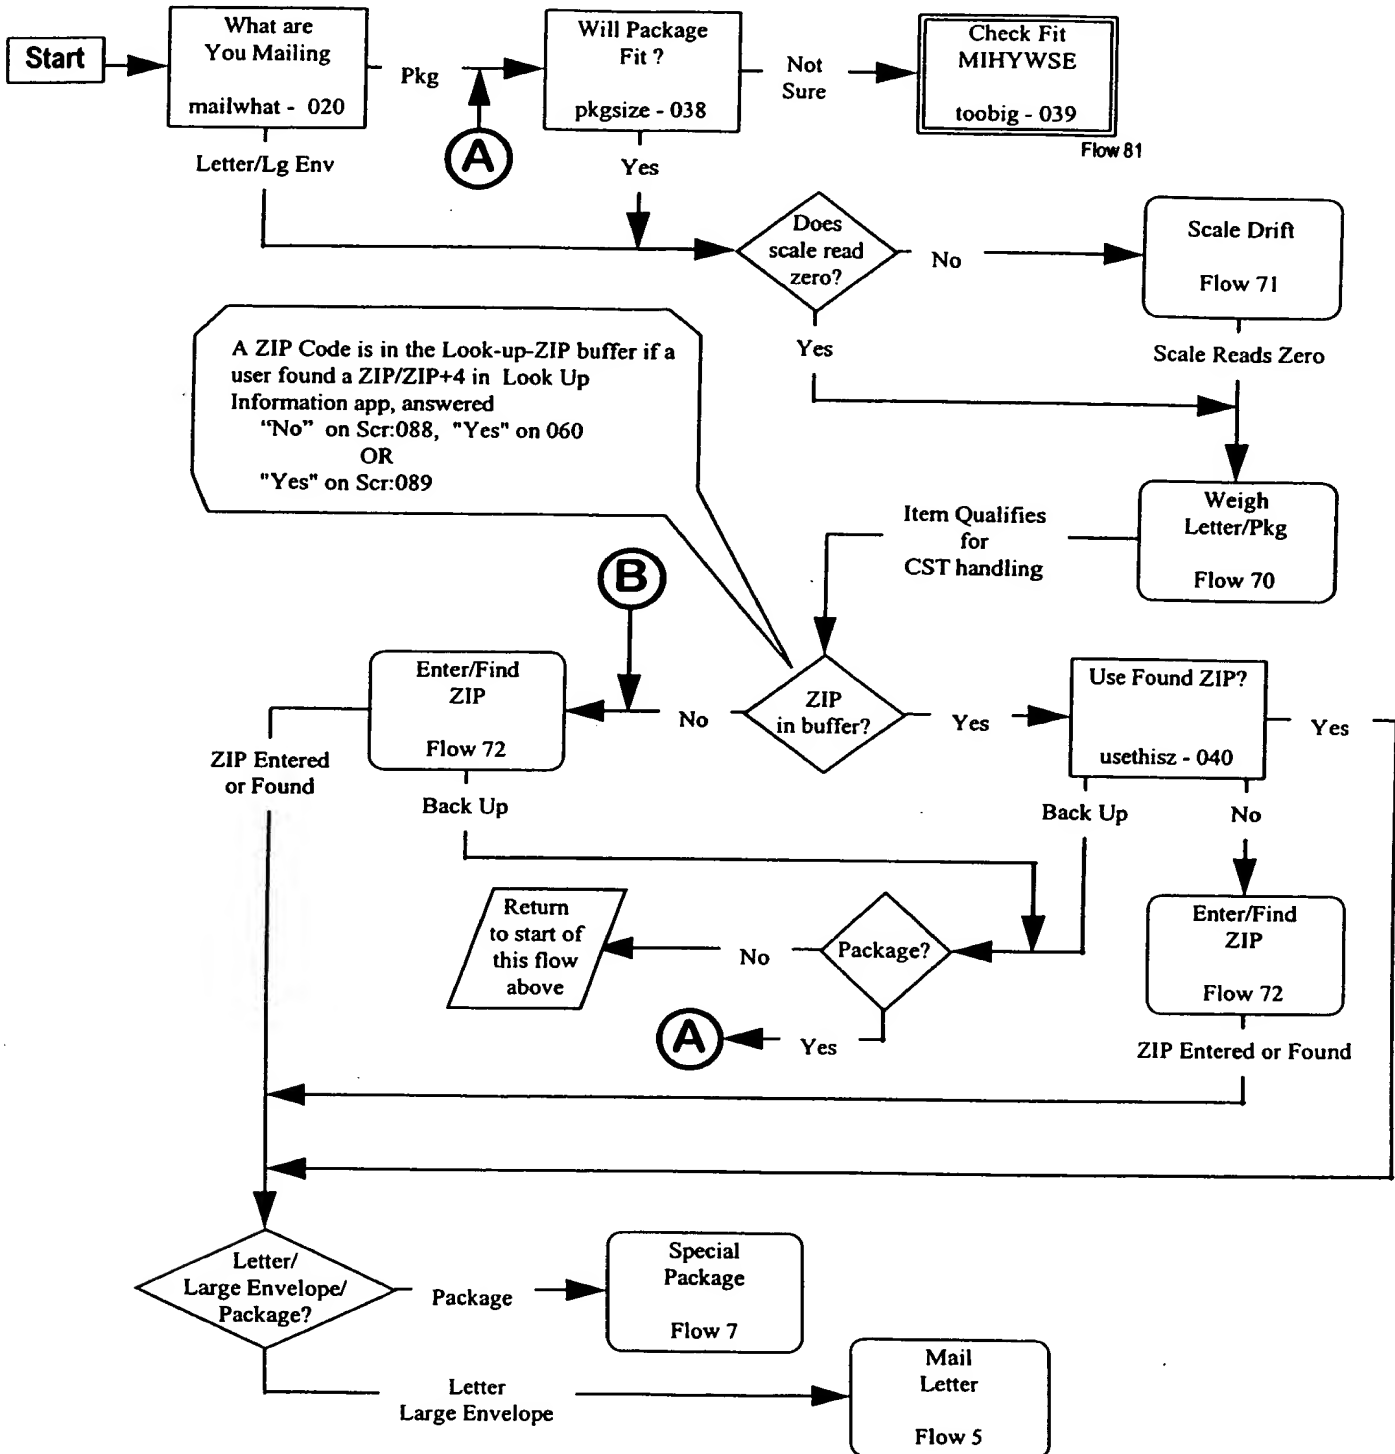 Start
What are
You Mailing
mailwhat - 020
Pkg
A
Will Package
Fit ?
pkgsize - 038
Not
Sure
Check Fit
MIHYWSE
toobig - 039
Flow 81
Letter/Lg Env
Yes
Does
scale read
zero?
No
Scale Drift
Flow 71
Yes
Scale Reads Zero
A ZIP Code is in the Look-up-ZIP buffer if a
user found a ZIP/ZIP+4 in Look Up
Information app, answered
"No" on Scr:088, "Yes" on 060
OR
"Yes" on Scr:089
Weigh
Letter/Pkg
Flow 70
Item Qualifies
for
CST handling
B
Enter/Find
ZIP
Flow 72
No
ZIP
in buffer?
Yes
Use Found ZIP?
usethisz - 040
Yes
ZIP Entered
or Found
Back Up
Back Up
No
Return
to start of
this flow
above
No
Package?
Enter/Find
ZIP
Flow 72
A
Yes
ZIP Entered or Found
Letter/
Large Envelope/
Package?
Package
Special
Package
Flow 7
Letter
Large Envelope
Mail
Letter
Flow 5